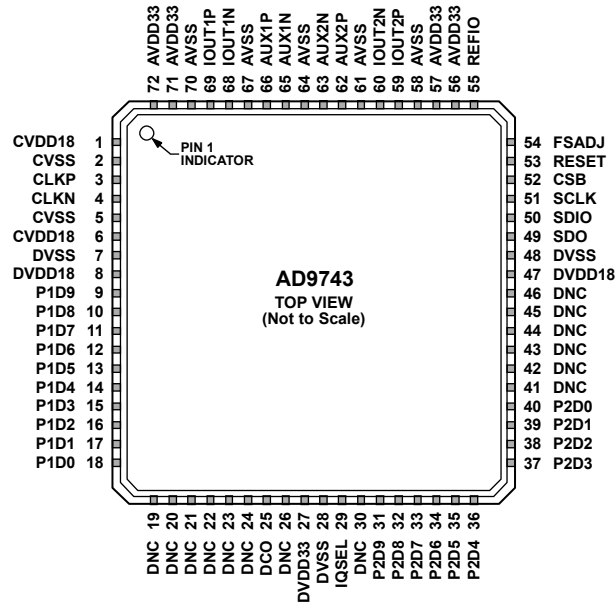 72 AVDD33
71 AVDD33
70 AVSS
69 IOUT1P
68 IOUT1N
67 AVSS
66 AUX1P
65 AUX1N
64 AVSS
63 AUX2N
62 AUX2P
61 AVSS
60 IOUT2N
59 IOUT2P
58 AVSS
57 AVDD33
56 AVDD33
55 REFIO
CVDD18 1
CVSS 2
CLKP 3
CLKN 4
CVSS 5
CVDD18 6
DVSS 7
DVDD18 8
P1D9 9
P1D8 10
P1D7 11
P1D6 12
P1D5 13
P1D4 14
P1D3 15
P1D2 16
P1D1 17
P1D0 18
PIN 1
INDICATOR
AD9743
TOP VIEW
(Not to Scale)
54 FSADJ
53 RESET
52 CSB
51 SCLK
50 SDIO
49 SDO
48 DVSS
47 DVDD18
46 DNC
45 DNC
44 DNC
43 DNC
42 DNC
41 DNC
40 P2D0
39 P2D1
38 P2D2
37 P2D3
DNC 19
DNC 20
DNC 21
DNC 22
DNC 23
DNC 24
DCO 25
DNC 26
DVDD33 27
DVSS 28
IQSEL 29
DNC 30
P2D9 31
P2D8 32
P2D7 33
P2D6 34
P2D5 35
P2D4 36